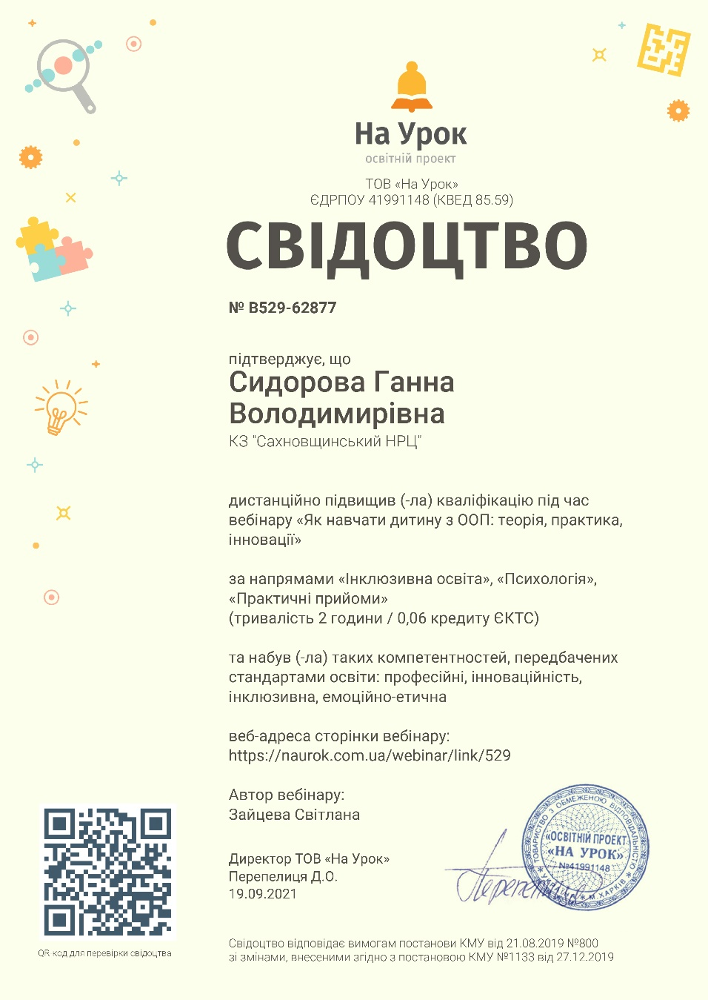 На Урок
освітній проект
ТОВ «На Урок»
ЄДРПОУ 41991148 (КВЕД 85.59)
СВІДОЦТВО
№ B529-62877
підтверджує, що
Сидорова Ганна
Володимирівна
КЗ "Сахновщинський НРЦ"
дистанційно підвищив (-ла) кваліфікацію під час
вебінару «Як навчати дитину з ООП: теорія, практика,
інновації»
за напрямами «Інклюзивна освіта», «Психологія»,
«Практичні прийоми»
(тривалість 2 години / 0,06 кредиту ЄКТС)
та набув (-ла) таких компетентностей, передбачених
стандартами освіти: професійні, інноваційність,
інклюзивна, емоційно-етична
веб-адреса сторінки вебінару:
https://naurok.com.ua/webinar/link/529
Автор вебінару:
Зайцева Світлана
Директор ТОВ «На Урок»
Перепелиця Д.О.
19.09.2021
ТОВАРИСТВО З ОБМЕЖЕНОЮ ВІДПОВІДАЛЬНІСТЮ
«ОСВІТНІЙ ПРОЕКТ
«НА УРОК»
№41991148
* УКРАЇНА * М.ХАРКІВ *
QR код для перевірки свідоцтва
Свідоцтво відповідає вимогам постанови КМУ від 21.08.2019 №800
зі змінами, внесеними згідно з постановою КМУ №1133 від 27.12.2019